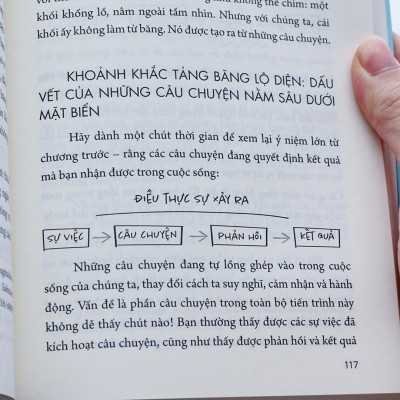 khối khổng lồ, nằm ngoài tầm nhìn. Nhưng với chúng ta, cái
khối ấy không làm từ băng. Nó được tạo ra từ những câu chuyện.
KHOẢNH KHẮC TẢNG BĂNG LỘ DIỆN: DẤU
VẾT CỦA NHỮNG CÂU CHUYỆN NẰM SÂU DƯỚI
MẶT BIỂN
Hãy dành một chút thời gian để xem lại ý niệm lớn từ
chương trước – rằng các câu chuyện đang quyết định kết quả
mà bạn nhận được trong cuộc sống:
ĐIỀU THỰC SỰ XẢY RA
SỰ VIỆC CÂU CHUYỆN PHẢN HỒI KẾT QUẢ
Những câu chuyện đang tự lồng ghép vào trong cuộc
sống của chúng ta, thay đổi cách ta suy nghĩ, cảm nhận và hành
động. Vấn đề là phần câu chuyện trong toàn bộ tiến trình này
không dễ thấy chút nào! Bạn thường thấy được các sự việc đã
kích hoạt câu chuyện, cũng như thấy được phản hồi và kết quả
117